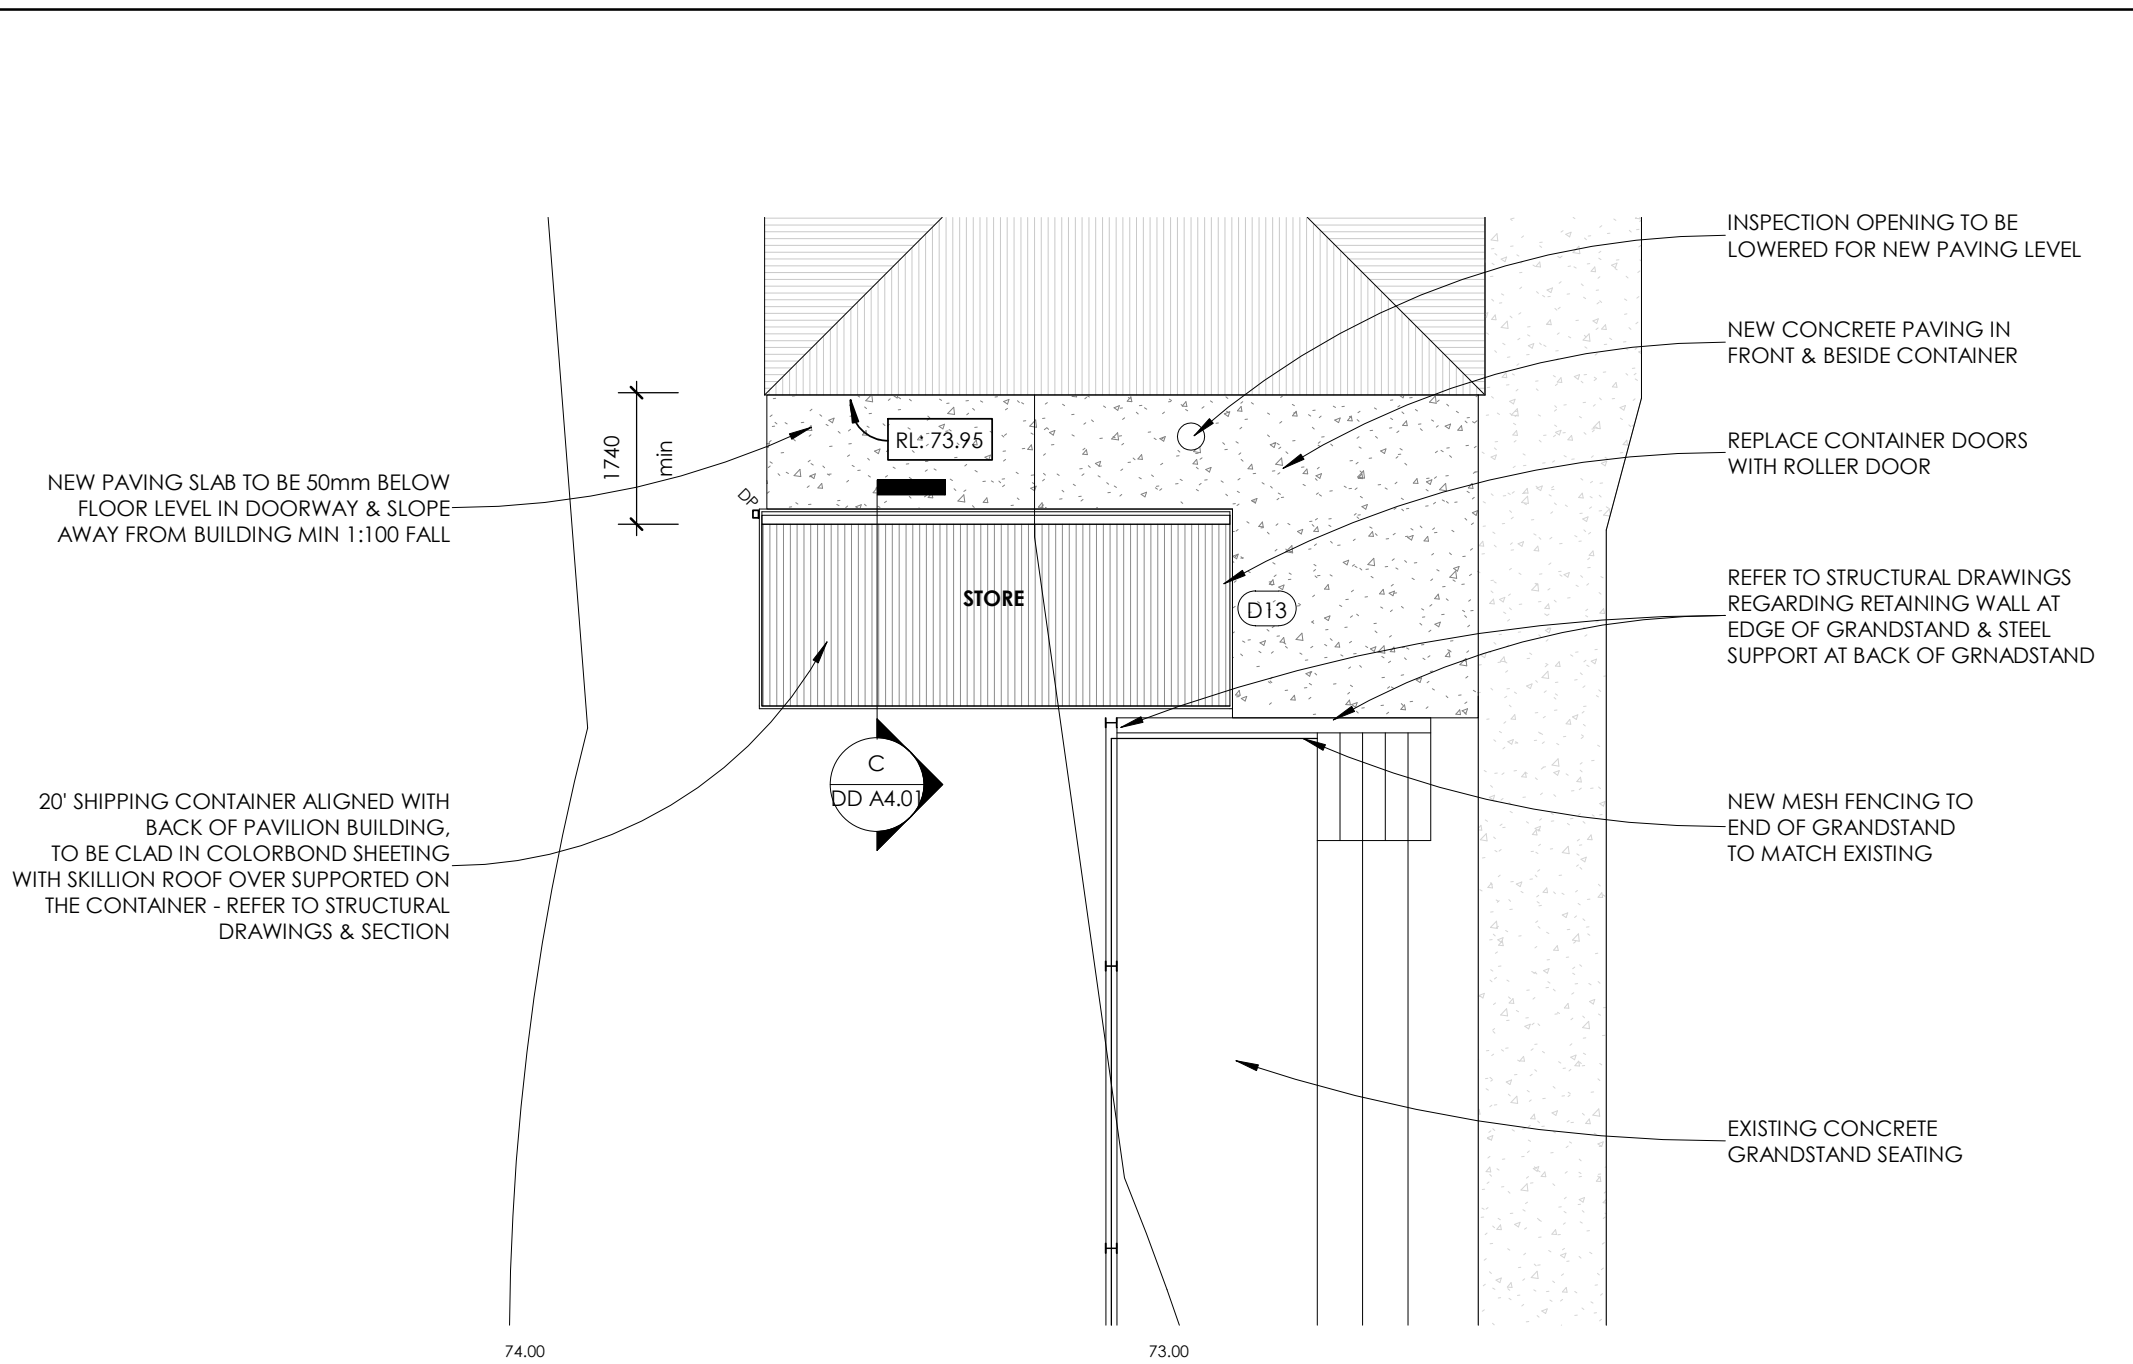 INSPECTION OPENING TO BE
LOWERED FOR NEW PAVING LEVEL
NEW CONCRETE PAVING IN
FRONT & BESIDE CONTAINER
REPLACE CONTAINER DOORS
WITH ROLLER DOOR
REFER TO STRUCTURAL DRAWINGS
REGARDING RETAINING WALL AT
EDGE OF GRANDSTAND & STEEL
SUPPORT AT BACK OF GRNADSTAND
NEW MESH FENCING TO
END OF GRANDSTAND
TO MATCH EXISTING
EXISTING CONCRETE
GRANDSTAND SEATING
1740
min
RL: 73.95
DP
STORE
D13
C
DD A4.01
NEW PAVING SLAB TO BE 50mm BELOW
FLOOR LEVEL IN DOORWAY & SLOPE
AWAY FROM BUILDING MIN 1:100 FALL
20' SHIPPING CONTAINER ALIGNED WITH
BACK OF PAVILION BUILDING,
TO BE CLAD IN COLORBOND SHEETING
WITH SKILLION ROOF OVER SUPPORTED ON
THE CONTAINER - REFER TO STRUCTURAL
DRAWINGS & SECTION
74.00
73.00